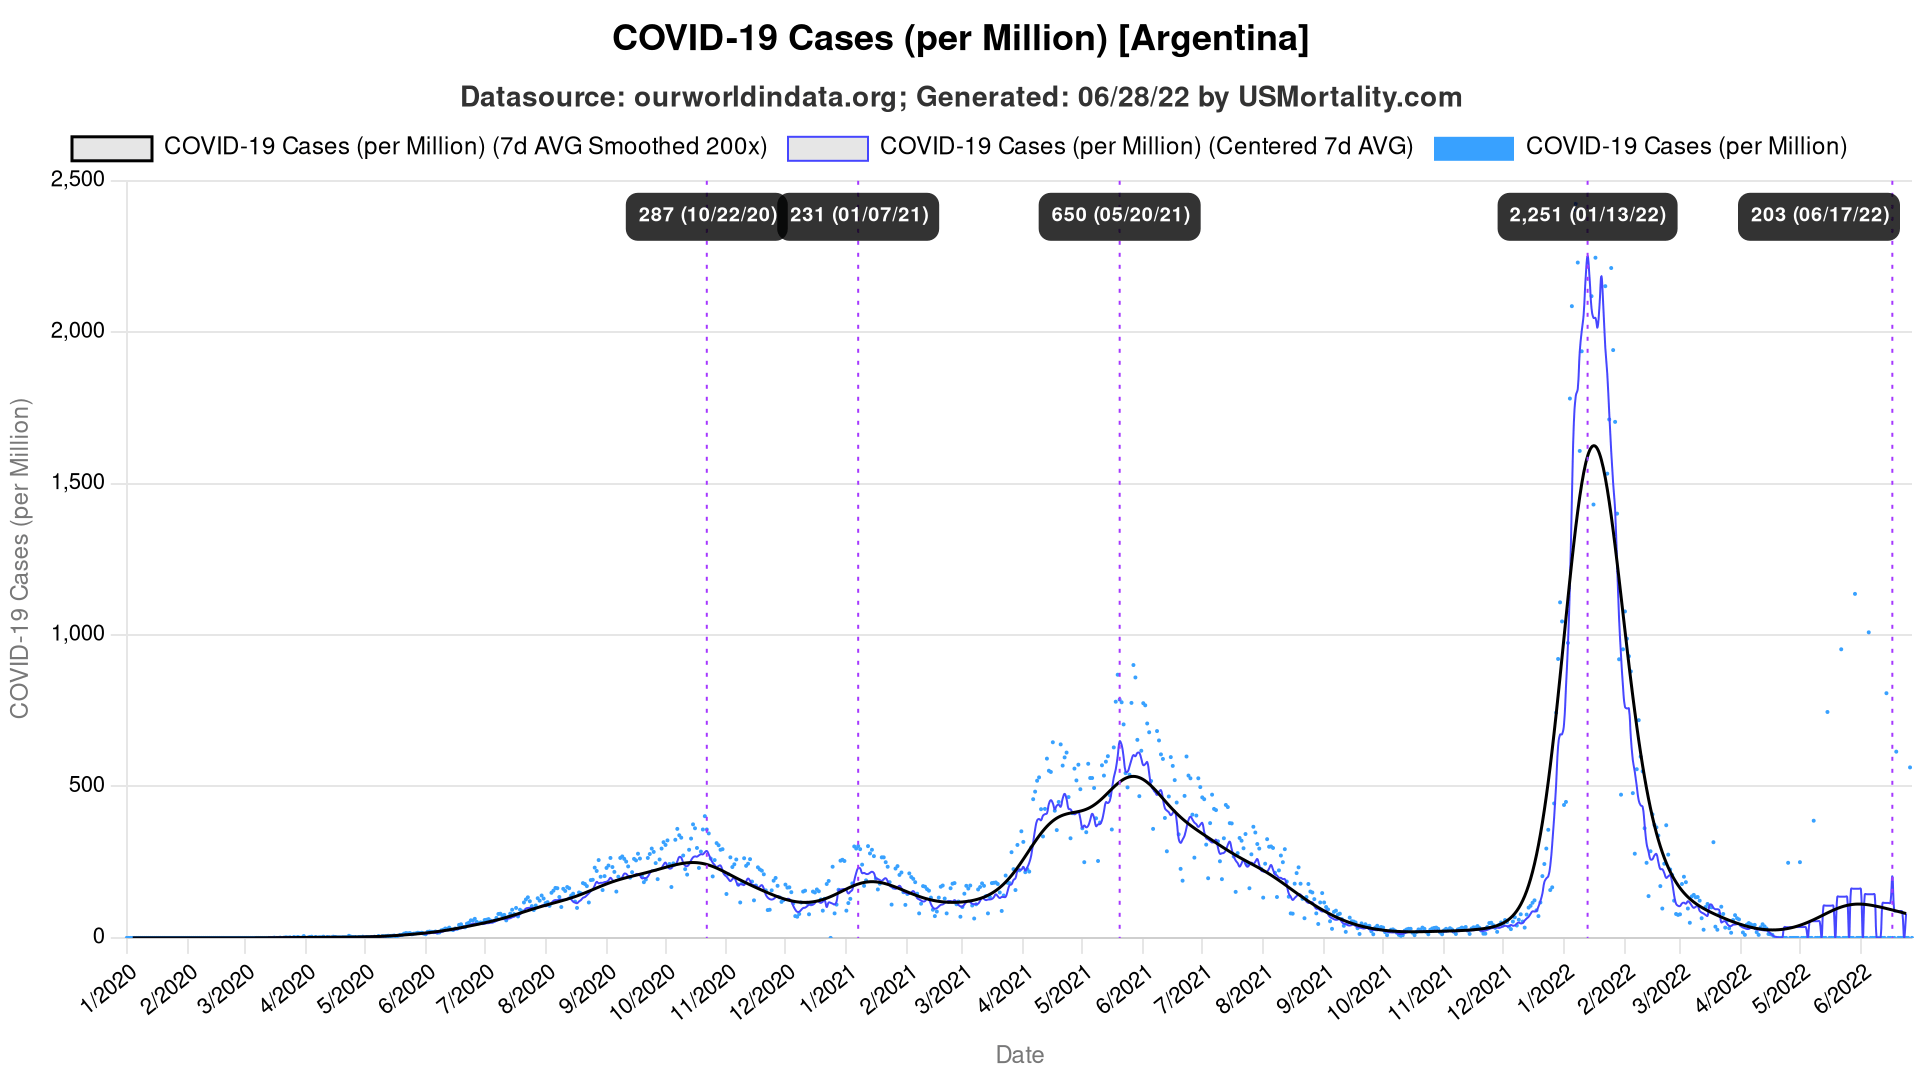 COVID-19 Cases (per Million) [Argentina]
Datasource: ourworldindata.org; Generated: 06/28/22 by USMortality.com
COVID-19 Cases (per Million) (7d AVG Smoothed 200x) COVID-19 Cases (per Million) (Centered 7d AVG) COVID-19 Cases (per Million)
2,500
287 (10/22/20) 231 (01/07/21) 650 (05/20/21) 2,251 (01/13/22) 203 (06/17/22)
2,000
1,500
1,000
500
0
COVID-19 Cases (per Million)
1/2020 2/2020 3/2020 4/2020 5/2020 6/2020 7/2020 8/2020 9/2020 10/2020 11/2020 12/2020 1/2021 2/2021 3/2021 4/2021 5/2021 6/2021 7/2021 8/2021 9/2021 10/2021 11/2021 12/2021 1/2022 2/2022 3/2022 4/2022 5/2022 6/2022
Date